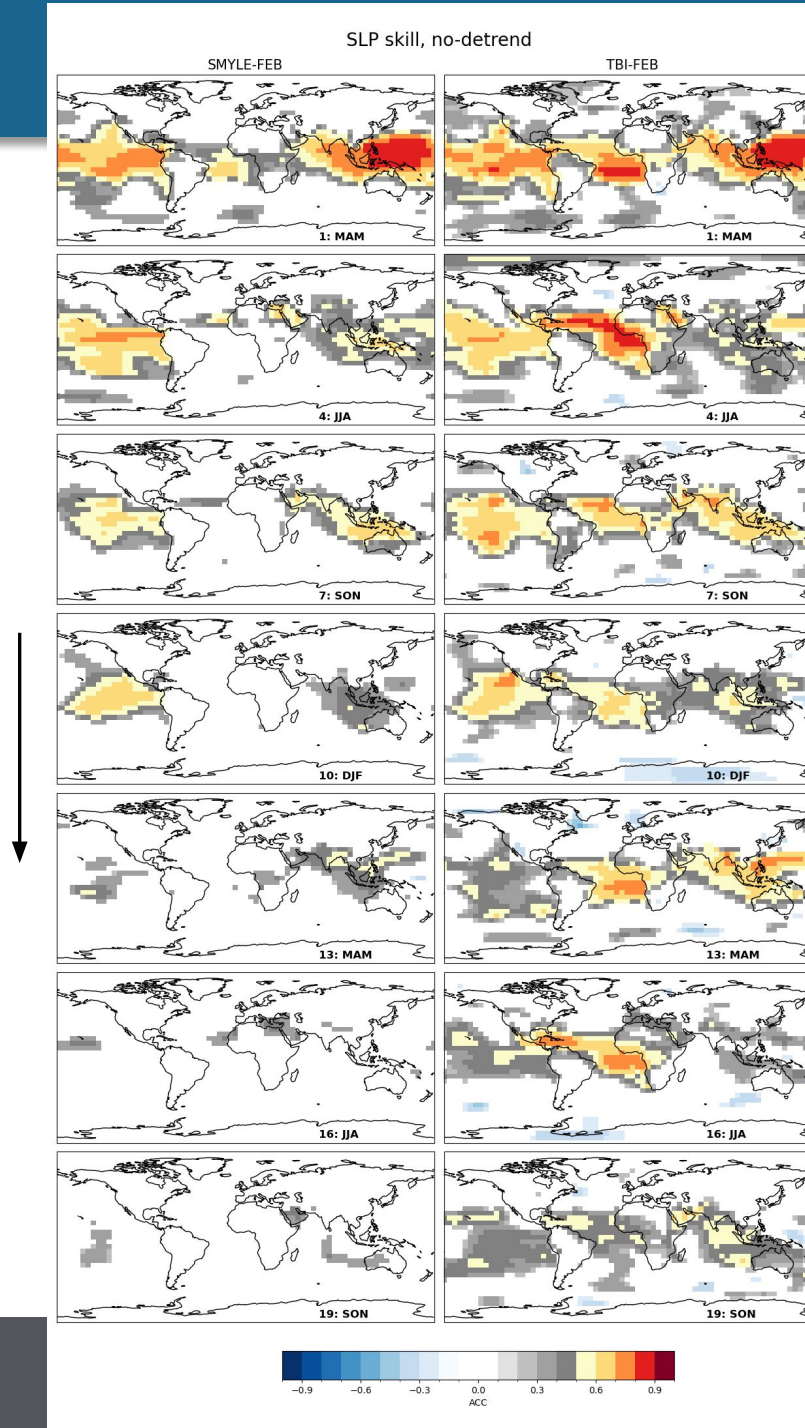 SLP skill, no-detrend
SMYLE-FEB TBI-FEB
1: MAM 1: MAM
4: JJA 4: JJA
7: SON 7: SON
10: DJF 10: DJF
13: MAM 13: MAM
16: JJA 16: JJA
19: SON 19: SON
−0.9 −0.6 −0.3 0.0 0.3 0.6 0.9
ACC